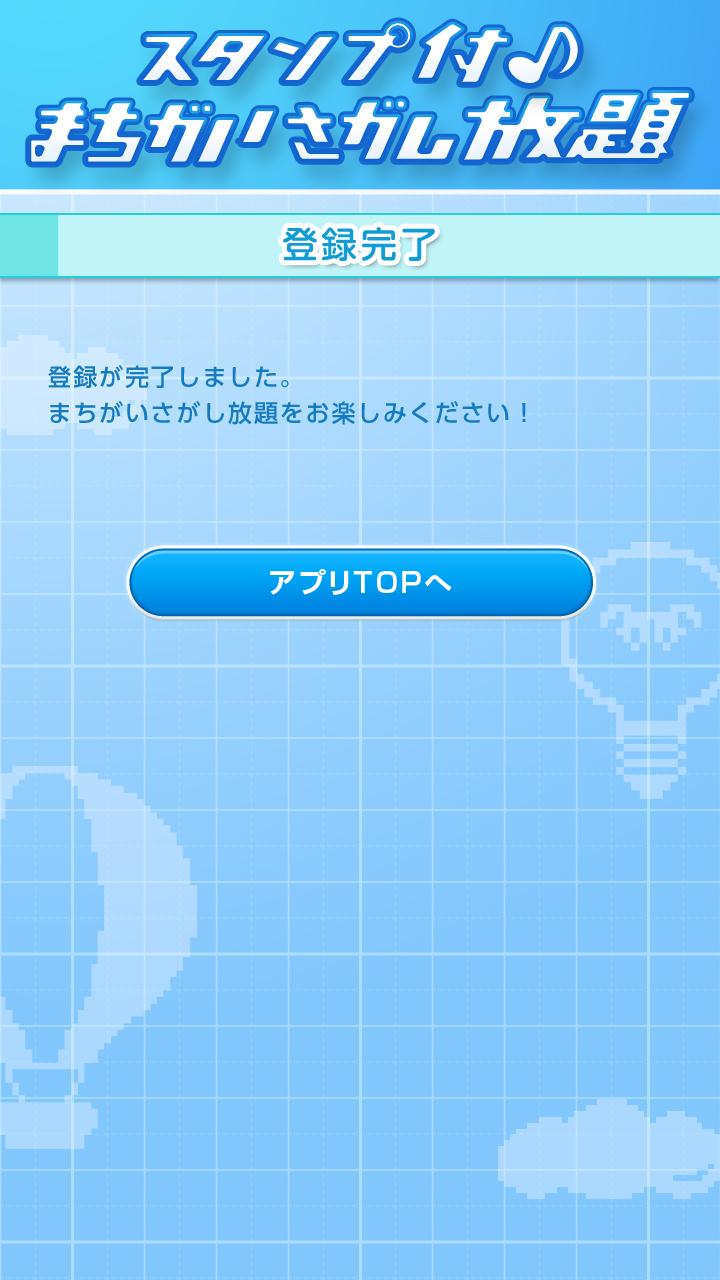 スタンプ付♪
まちがいさがし放題
登録完了
登録が完了しました。
まちがいさがし放題をお楽しみください！
アプリTOPへ